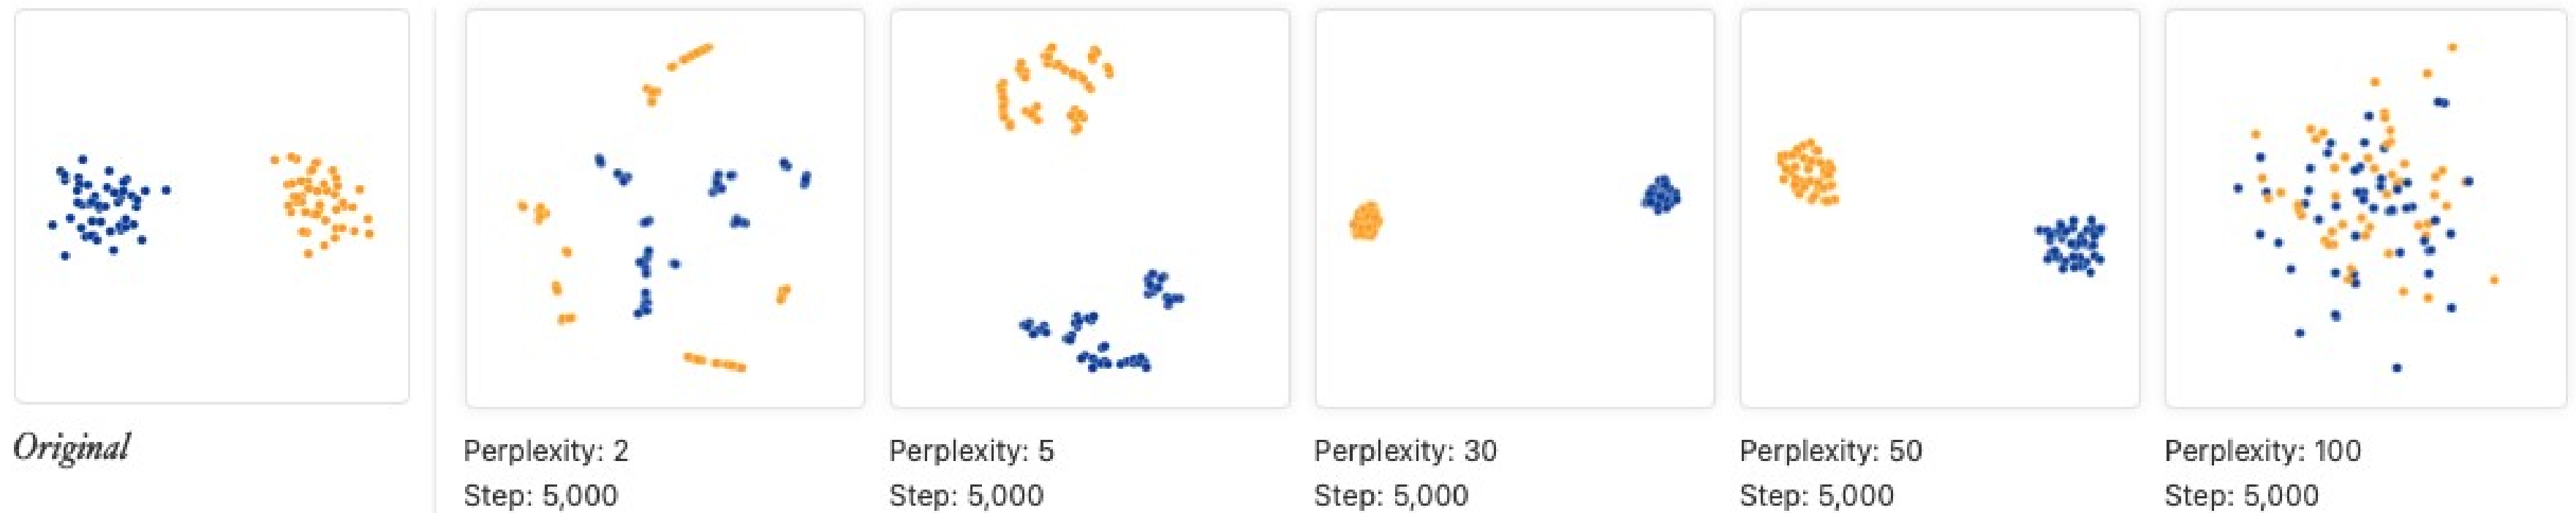 Original
Perplexity: 2
Step: 5,000
Perplexity: 5
Step: 5,000
Perplexity: 30
Step: 5,000
Perplexity: 50
Step: 5,000
Perplexity: 100
Step: 5,000